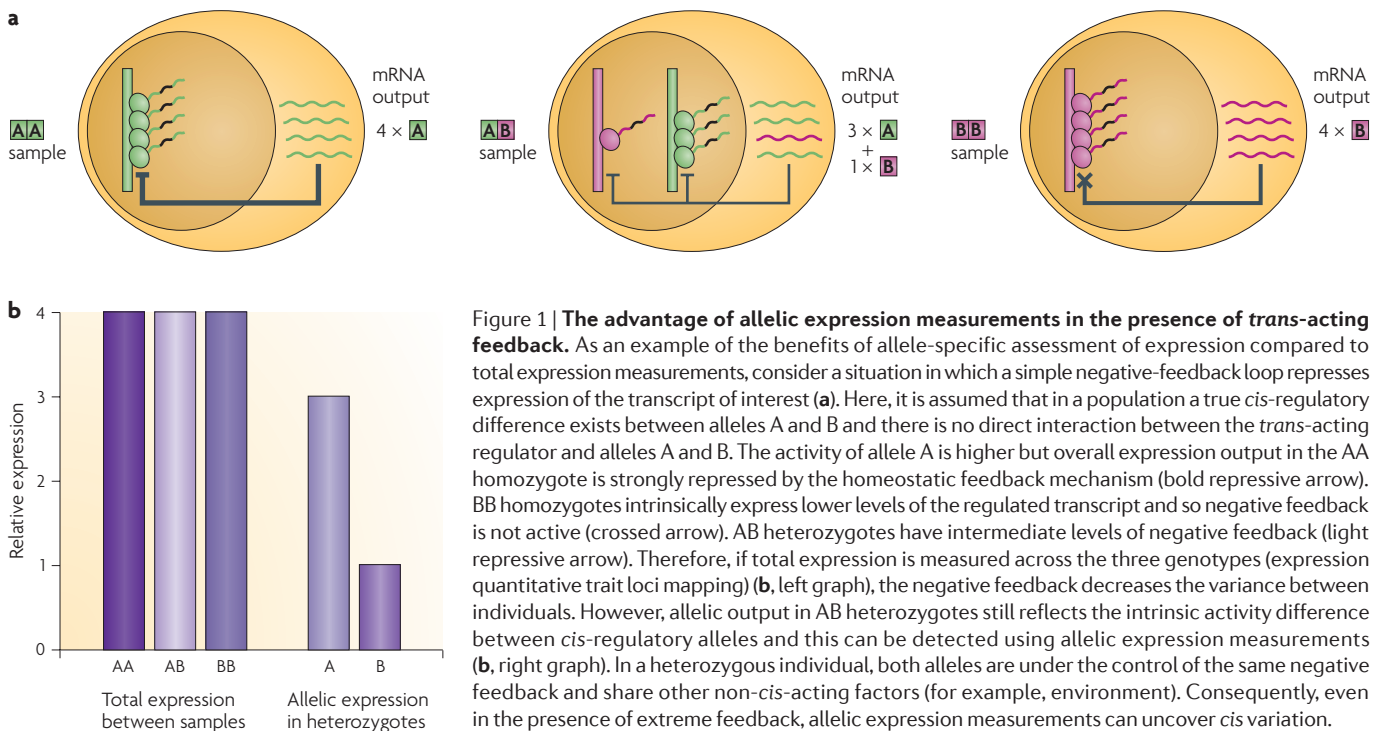 a
AA
sample
mRNA
output
4 × A
AB
sample
mRNA
output
3 × A
+
1 × B
BB
sample
mRNA
output
4 × B
b
Relative expression
4
3
2
1
0
AA AB BB A B
Total expression
between samples
Allelic expression
in heterozygotes
Figure 1 | The advantage of allelic expression measurements in the presence of trans-acting
feedback. As an example of the benefits of allele-specific assessment of expression compared to
total expression measurements, consider a situation in which a simple negative-feedback loop represses
expression of the transcript of interest (a). Here, it is assumed that in a population a true cis-regulatory
difference exists between alleles A and B and there is no direct interaction between the trans-acting
regulator and alleles A and B. The activity of allele A is higher but overall expression output in the AA
homozygote is strongly repressed by the homeostatic feedback mechanism (bold repressive arrow).
BB homozygotes intrinsically express lower levels of the regulated transcript and so negative feedback
is not active (crossed arrow). AB heterozygotes have intermediate levels of negative feedback (light
repressive arrow). Therefore, if total expression is measured across the three genotypes (expression
quantitative trait loci mapping) (b, left graph), the negative feedback decreases the variance between
individuals. However, allelic output in AB heterozygotes still reflects the intrinsic activity difference
between cis-regulatory alleles and this can be detected using allelic expression measurements
(b, right graph). In a heterozygous individual, both alleles are under the control of the same negative
feedback and share other non-cis-acting factors (for example, environment). Consequently, even
in the presence of extreme feedback, allelic expression measurements can uncover cis variation.